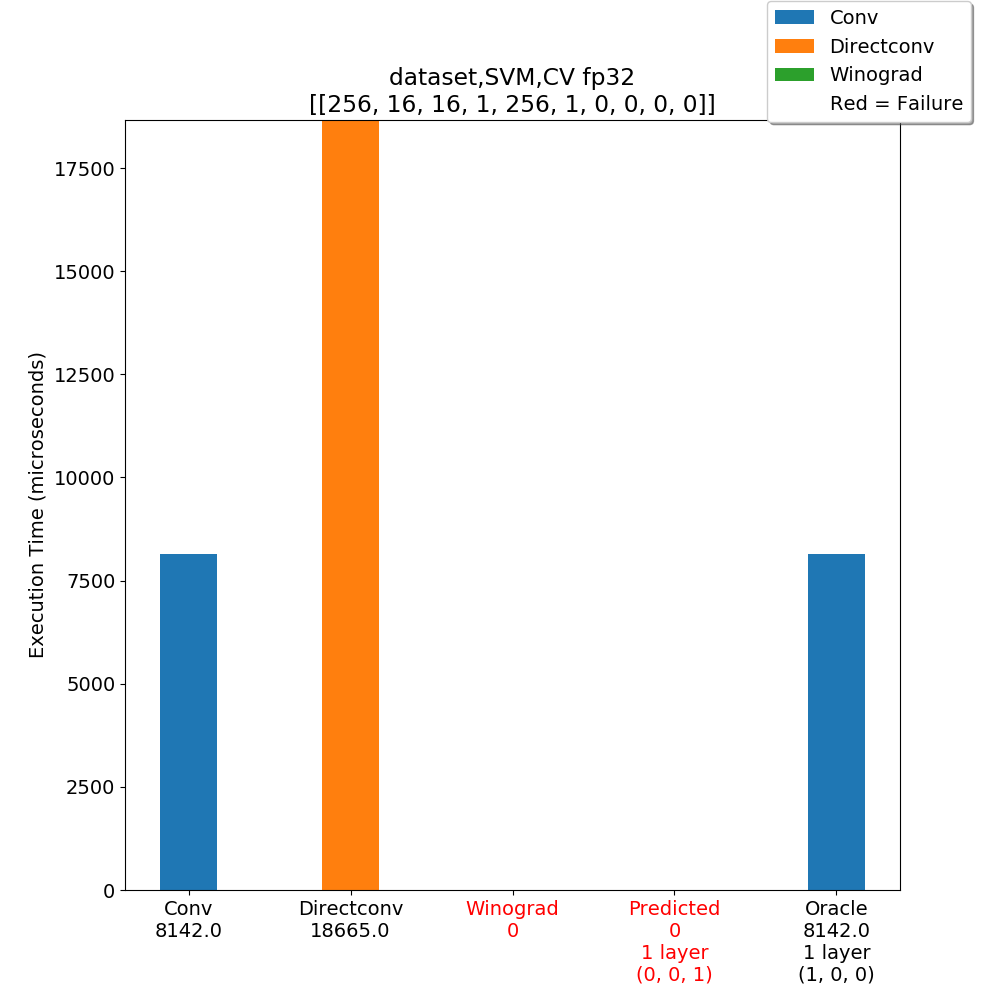 Conv
Directconv
Winograd
Red = Failure
dataset,SVM,CV fp32
[[256, 16, 16, 1, 256, 1, 0, 0, 0, 0]]
Execution Time (microseconds)
17500
15000
12500
10000
7500
5000
2500
0
Conv
8142.0
Directconv
18665.0
Winograd
0
Predicted
0
1 layer
(0, 0, 1)
Oracle
8142.0
1 layer
(1, 0, 0)